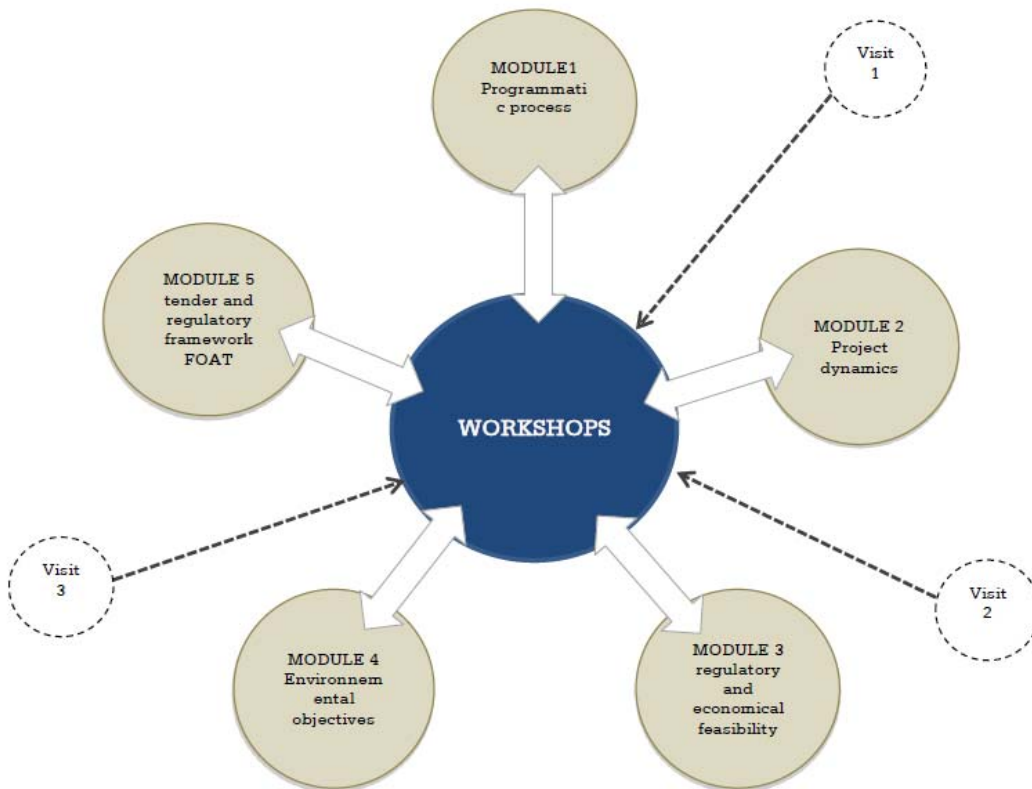 MODULE1
Programmati
c process
Visit
1
MODULE 5
tender and
regulatory
framework
FOAT
MODULE 2
Project
dynamics
WORKSHOPS
Visit
3
Visit
2
MODULE 4
Environnem
ental
objectives
MODULE 3
regulatory
and
economical
feasibility